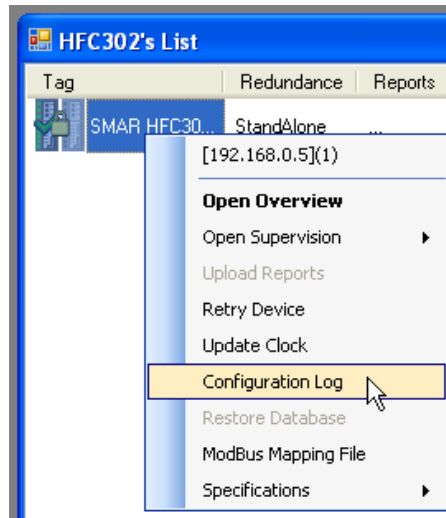 HFC302's List
Tag Redundance Reports
SMAR HFC30... StandAlone ...
[192.168.0.5](1)
Open Overview
Open Supervision
Upload Reports
Retry Device
Update Clock
Configuration Log
Restore Database
ModBus Mapping File
Specifications